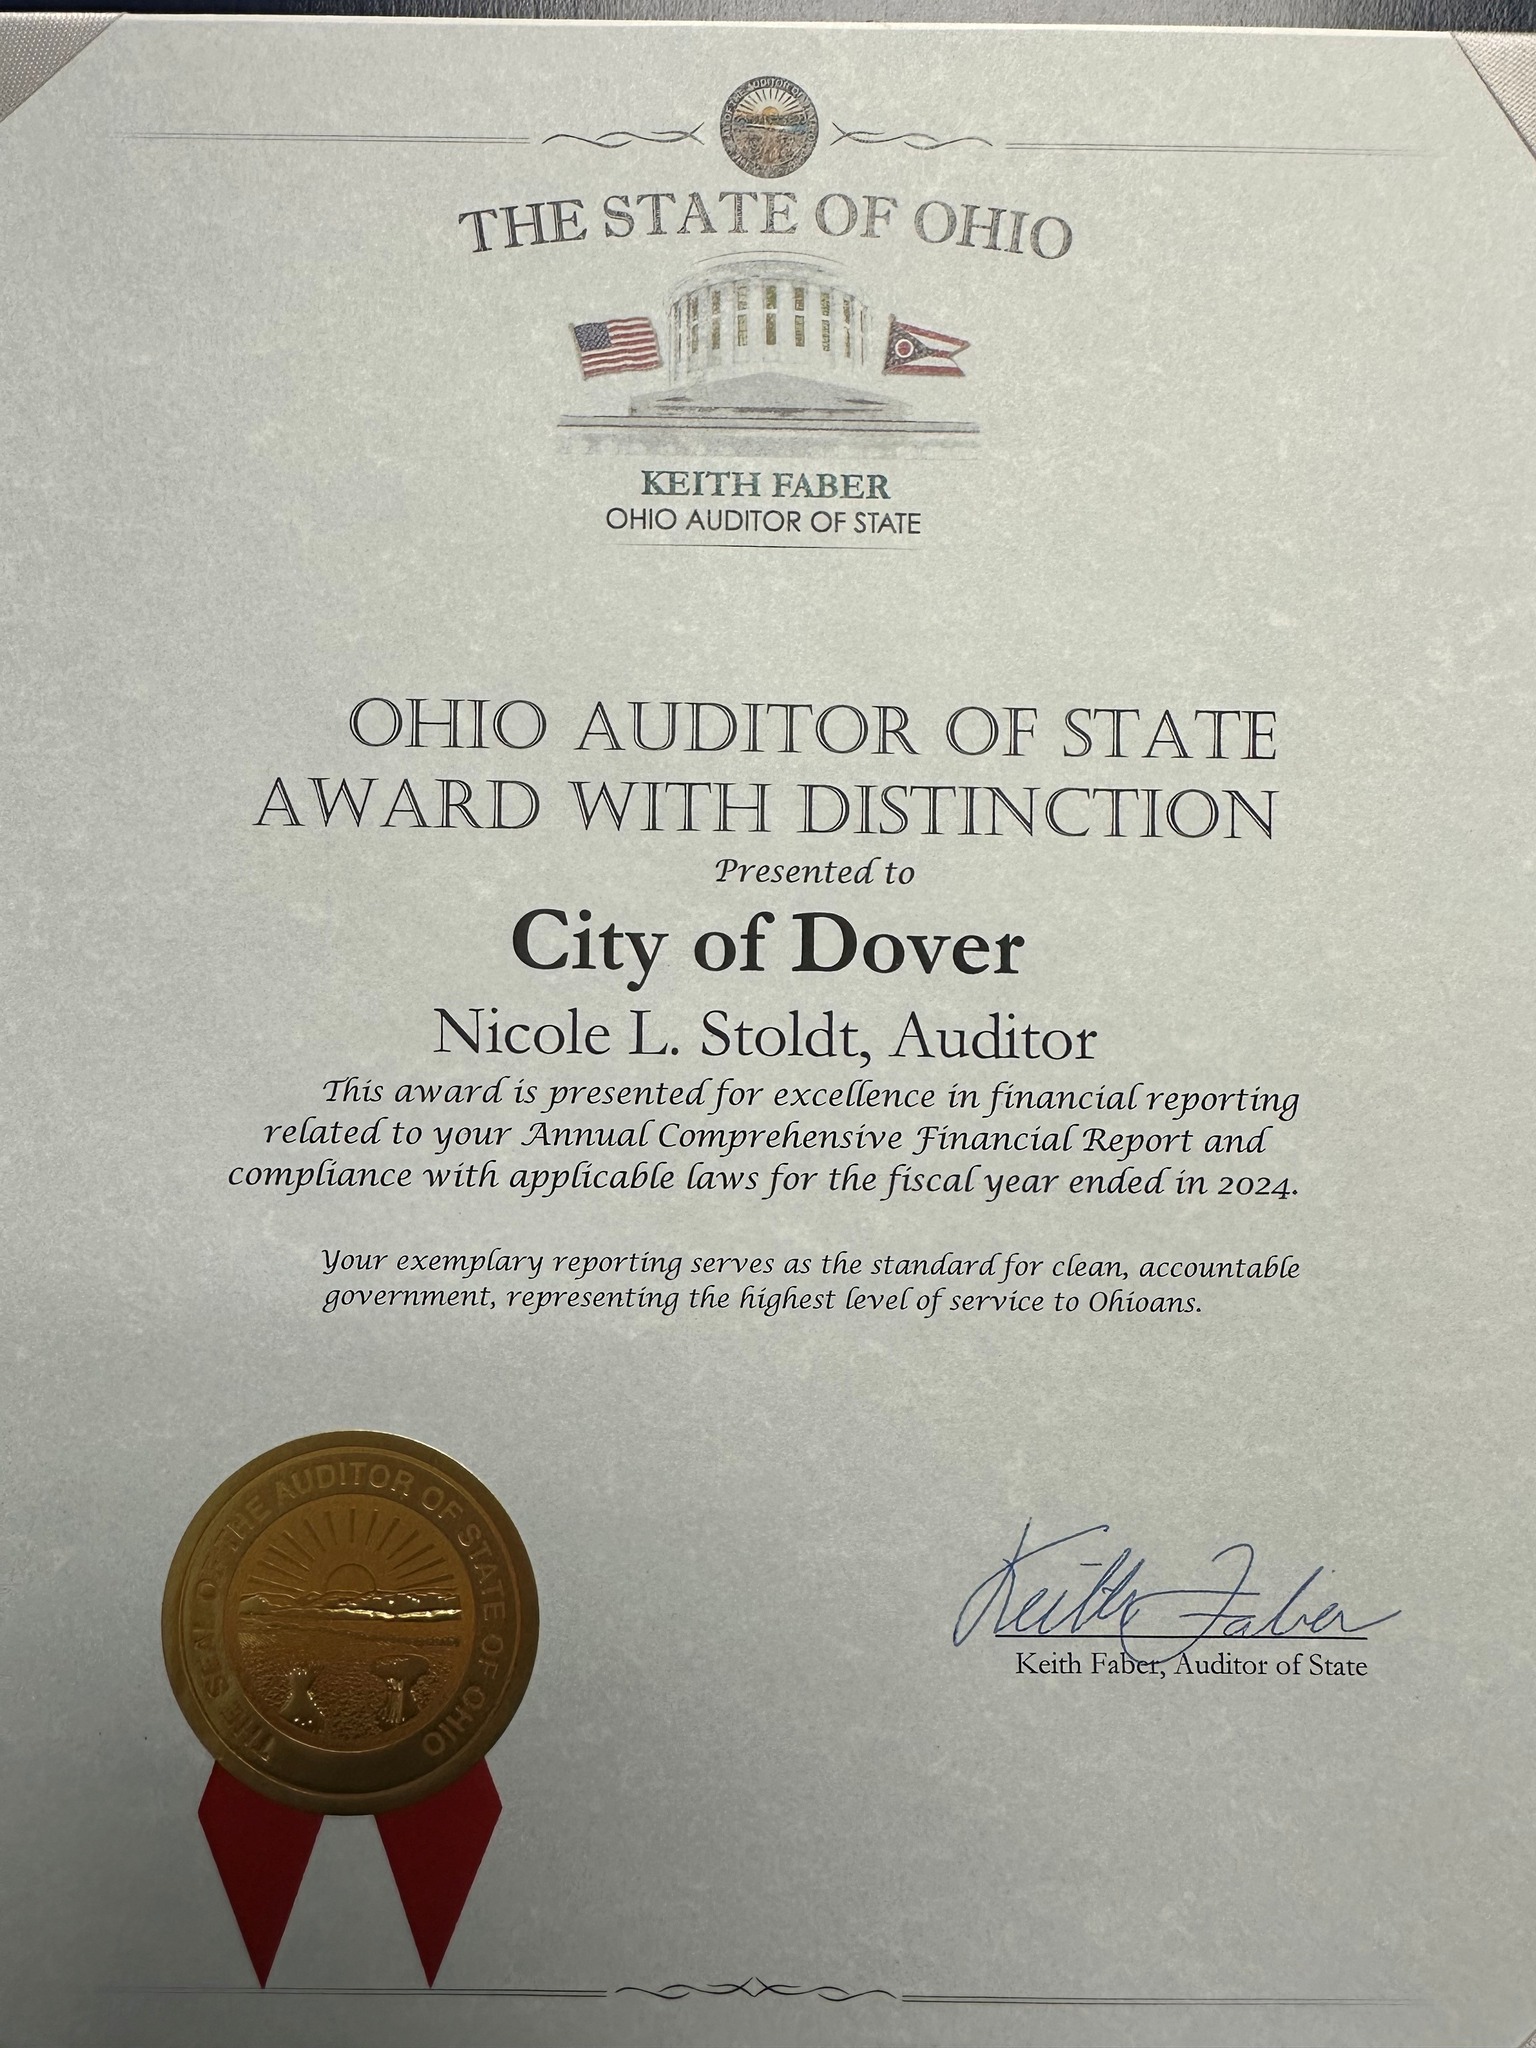 THE STATE OF OHIO
KEITH FABER
OHIO AUDITOR OF STATE
OHIO AUDITOR OF STATE
AWARD WITH DISTINCTION
Presented to
City of Dover
Nicole L. Stoldt, Auditor
This award is presented for excellence in financial reporting
related to your Annual Comprehensive Financial Report and
compliance with applicable laws for the fiscal year ended in 2024.
Your exemplary reporting serves as the standard for clean, accountable
government, representing the highest level of service to Ohioans.
THE SEAL OF THE AUDITOR OF STATE OF OHIO
Keith Faber
Keith Faber, Auditor of State